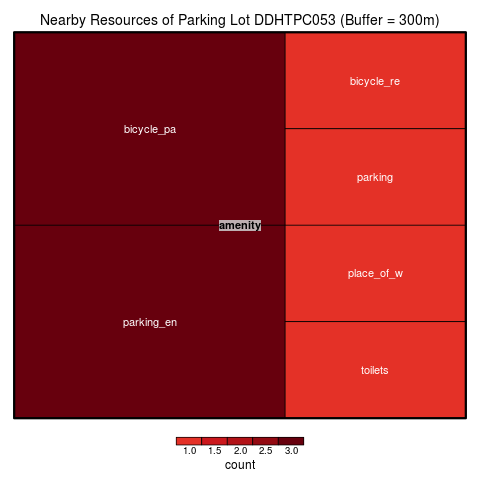 Nearby Resources of Parking Lot DDHTPC053 (Buffer = 300m)
bicycle_pa
bicycle_re
parking
amenity
parking_en
place_of_w
toilets
1.0 1.5 2.0 2.5 3.0
count